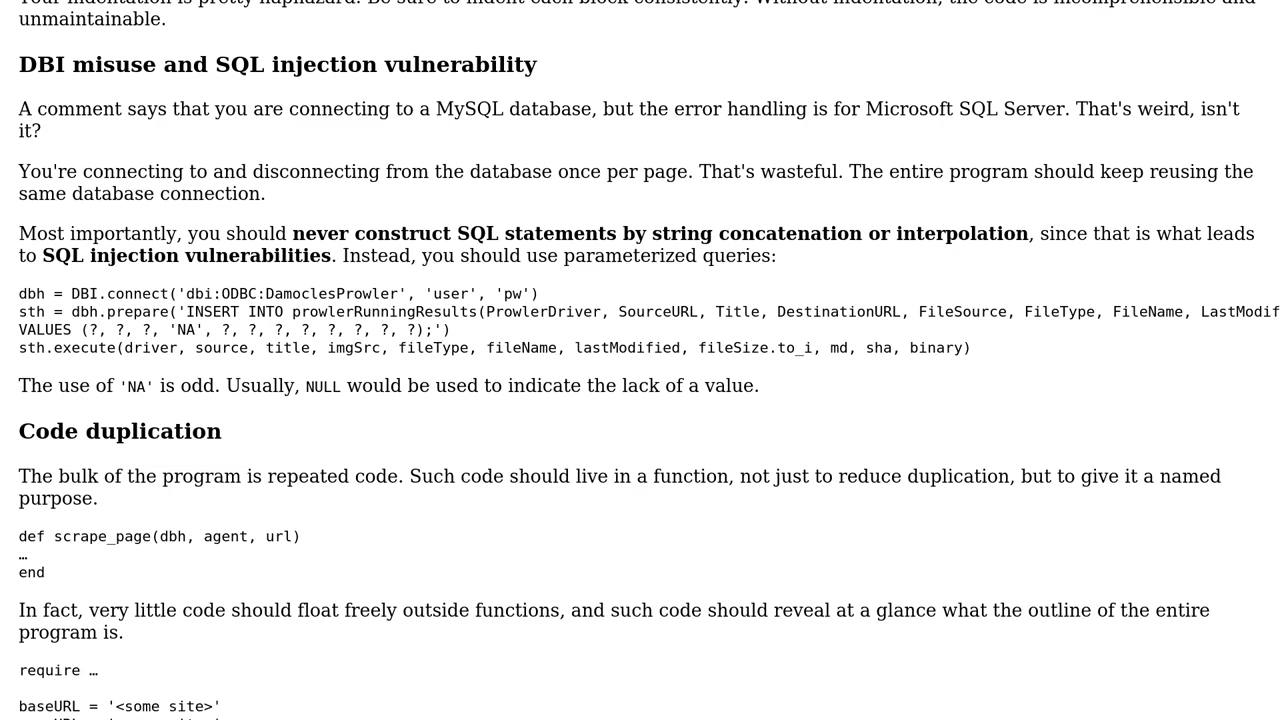 unmaintainable.
DBI misuse and SQL injection vulnerability
A comment says that you are connecting to a MySQL database, but the error handling is for Microsoft SQL Server. That's weird, isn't
it?
You're connecting to and disconnecting from the database once per page. That's wasteful. The entire program should keep reusing the
same database connection.
Most importantly, you should never construct SQL statements by string concatenation or interpolation, since that is what leads
to SQL injection vulnerabilities. Instead, you should use parameterized queries:
dbh = DBI.connect('dbi:ODBC:DamoclesProwler', 'user', 'pw')
sth = dbh.prepare('INSERT INTO prowlerRunningResults(ProwlerDriver, SourceURL, Title, DestinationURL, FileSource, FileType, FileName, LastModif
VALUES (?, ?, ?, 'NA', ?, ?, ?, ?, ?, ?, ?, ?);')
sth.execute(driver, source, title, imgSrc, fileType, fileName, lastModified, fileSize.to_i, md, sha, binary)
The use of 'NA' is odd. Usually, NULL would be used to indicate the lack of a value.
Code duplication
The bulk of the program is repeated code. Such code should live in a function, not just to reduce duplication, but to give it a named
purpose.
def scrape_page(dbh, agent, url)
…
end
In fact, very little code should float freely outside functions, and such code should reveal at a glance what the outline of the entire
program is.
require …
baseURL = '<some site>'